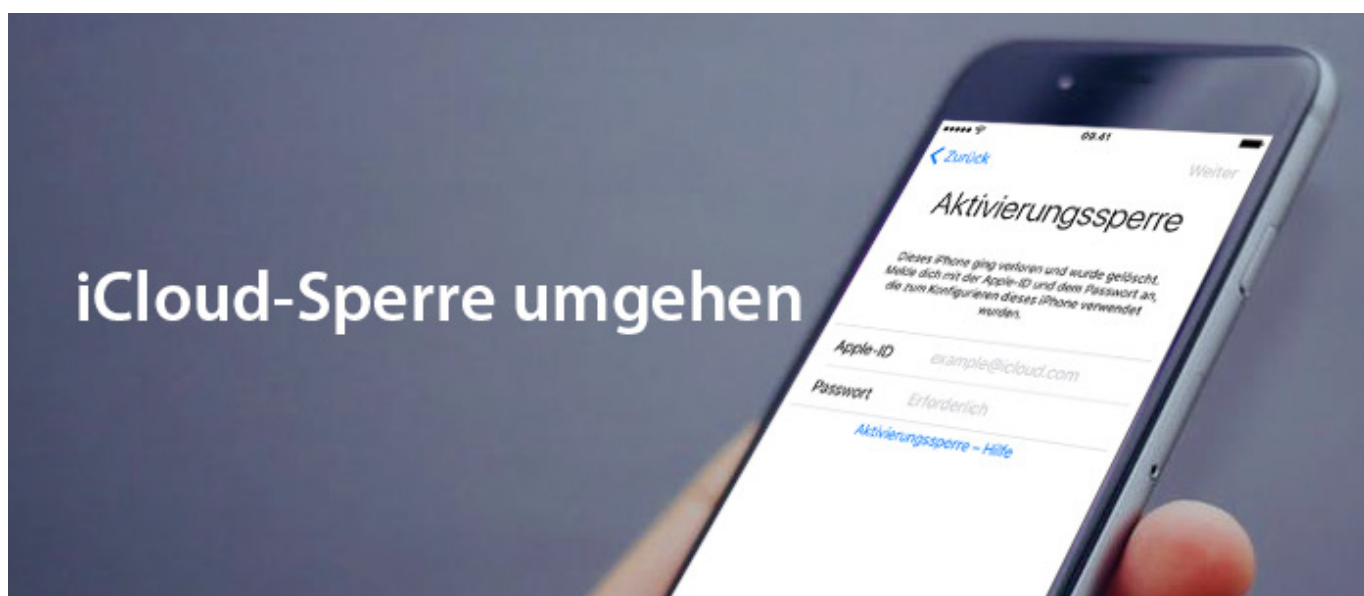 iCloud-Sperre umgehen
09:41
Zurück
Weiter
Aktivierungssperre
Dieses iPhone ging verloren und wurde gelöscht.
Melde dich mit der Apple-ID und dem Passwort an,
die zum Konfigurieren dieses iPhone verwendet
wurden.
Apple-ID example@icloud.com
Passwort Erforderlich
Aktivierungssperre – Hilfe